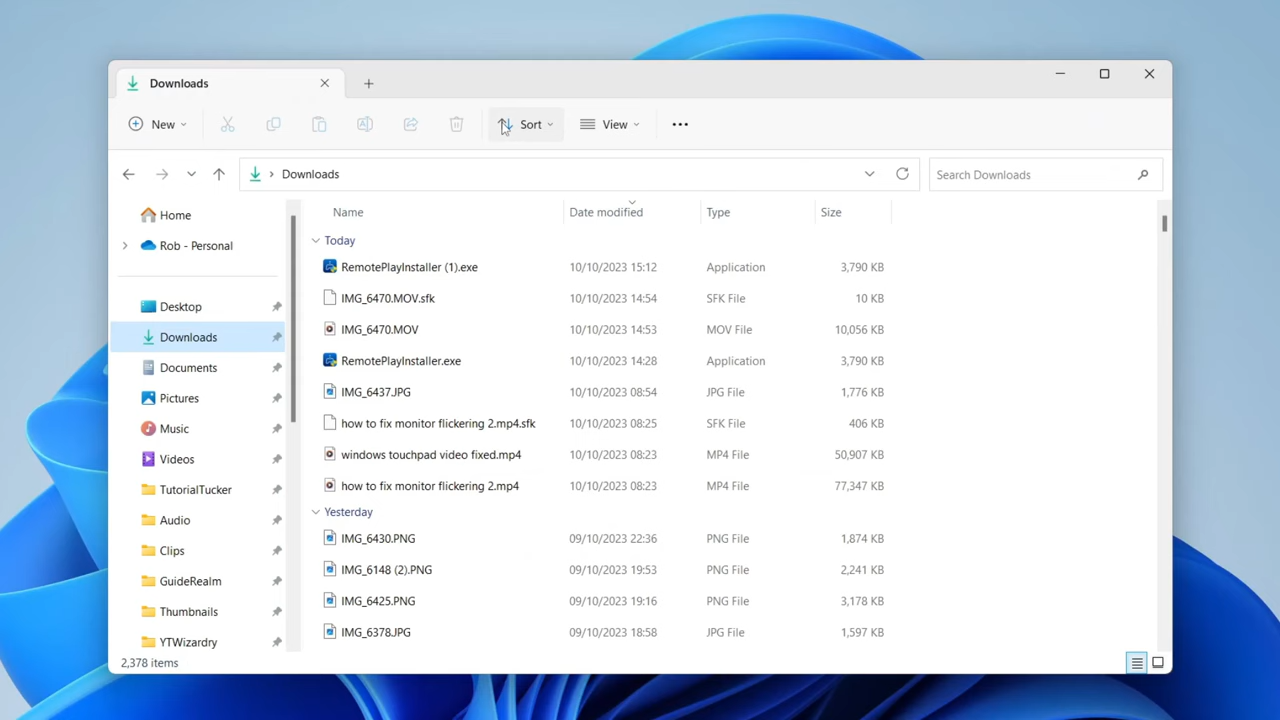 Downloads
New
Sort
View
Downloads
Search Downloads
Home
Rob - Personal
Desktop
Downloads
Documents
Pictures
Music
Videos
TutorialTucker
Audio
Clips
GuideRealm
Thumbnails
YTWizardry
Name Date modified Type Size
Today
RemotePlayInstaller (1).exe 10/10/2023 15:12 Application 3,790 KB
IMG_6470.MOV.sfk 10/10/2023 14:54 SFK File 10 KB
IMG_6470.MOV 10/10/2023 14:53 MOV File 10,056 KB
RemotePlayInstaller.exe 10/10/2023 14:28 Application 3,790 KB
IMG_6437.JPG 10/10/2023 08:54 JPG File 1,776 KB
how to fix monitor flickering 2.mp4.sfk 10/10/2023 08:25 SFK File 406 KB
windows touchpad video fixed.mp4 10/10/2023 08:23 MP4 File 50,907 KB
how to fix monitor flickering 2.mp4 10/10/2023 08:23 MP4 File 77,347 KB
Yesterday
IMG_6430.PNG 09/10/2023 22:36 PNG File 1,874 KB
IMG_6148 (2).PNG 09/10/2023 19:53 PNG File 2,241 KB
IMG_6425.PNG 09/10/2023 19:16 PNG File 3,178 KB
IMG_6378.JPG 09/10/2023 18:58 JPG File 1,597 KB
2,378 items